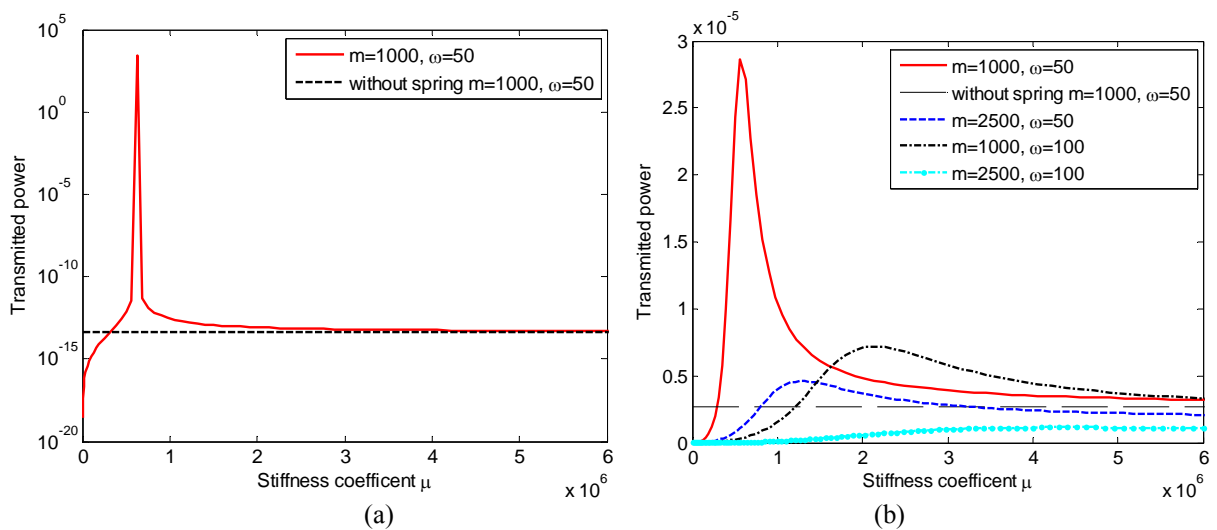 10^5
10^0
10^-5
10^-10
10^-15
10^-20
Transmitted power
m=1000, ω=50
without spring m=1000, ω=50
0 1 2 3 4 5 6
x 10^6
Stiffness coefficent μ
(a)
x 10^-5
3
2.5
2
1.5
1
0.5
0
Transmitted power
m=1000, ω=50
without spring m=1000, ω=50
m=2500, ω=50
m=1000, ω=100
m=2500, ω=100
0 1 2 3 4 5 6
x 10^6
Stiffness coefficent μ
(b)